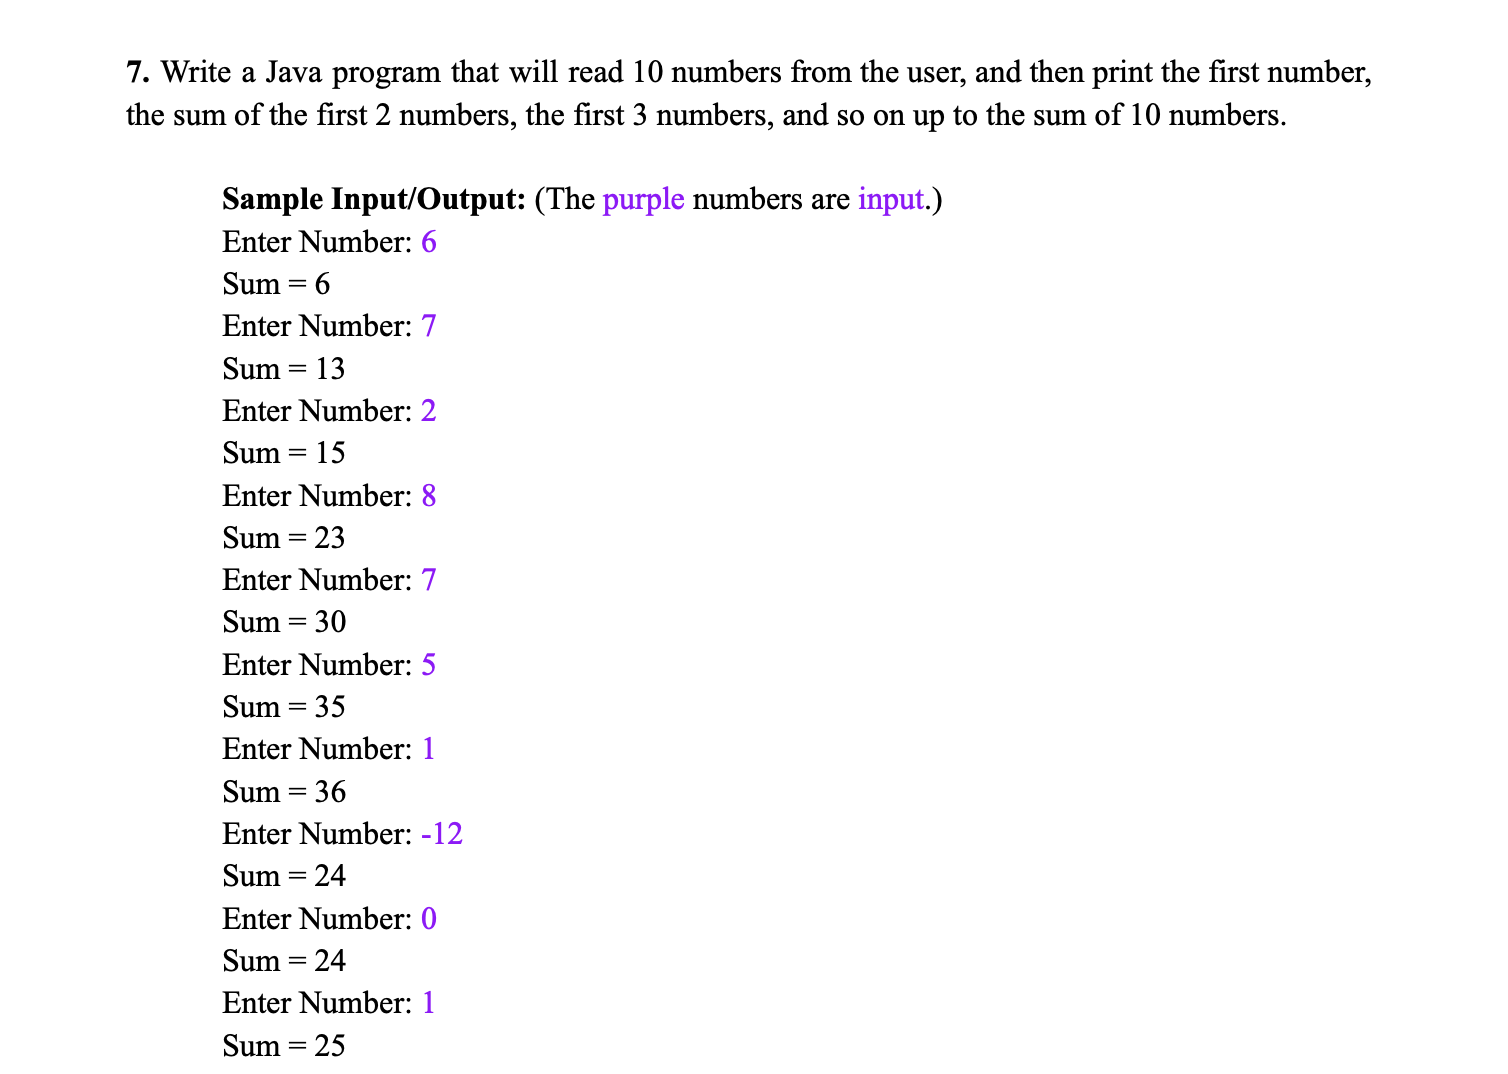 7. Write a Java program that will read 10 numbers from the user, and then print the first number,
the sum of the first 2 numbers, the first 3 numbers, and so on up to the sum of 10 numbers.
Sample Input/Output: (The purple numbers are input.)
Enter Number: 6
Sum = 6
Enter Number: 7
Sum = 13
Enter Number: 2
Sum = 15
Enter Number: 8
Sum = 23
Enter Number: 7
Sum = 30
Enter Number: 5
Sum = 35
Enter Number: 1
Sum = 36
Enter Number: -12
Sum = 24
Enter Number: 0
Sum = 24
Enter Number: 1
Sum = 25